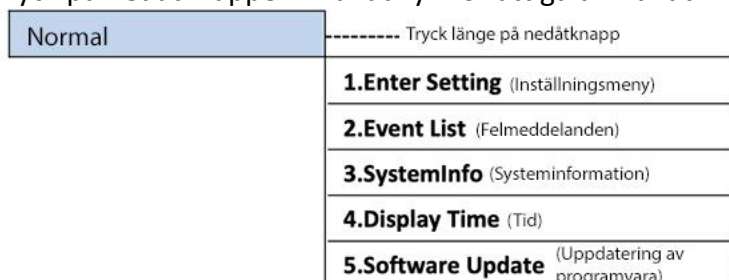 Normal
--------- Tryck länge på nedåtknapp
1.Enter Setting (Inställningsmeny)
2.Event List (Felmeddelanden)
3.SystemInfo (Systeminformation)
4.Display Time (Tid)
5.Software Update (Uppdatering av
programvara)